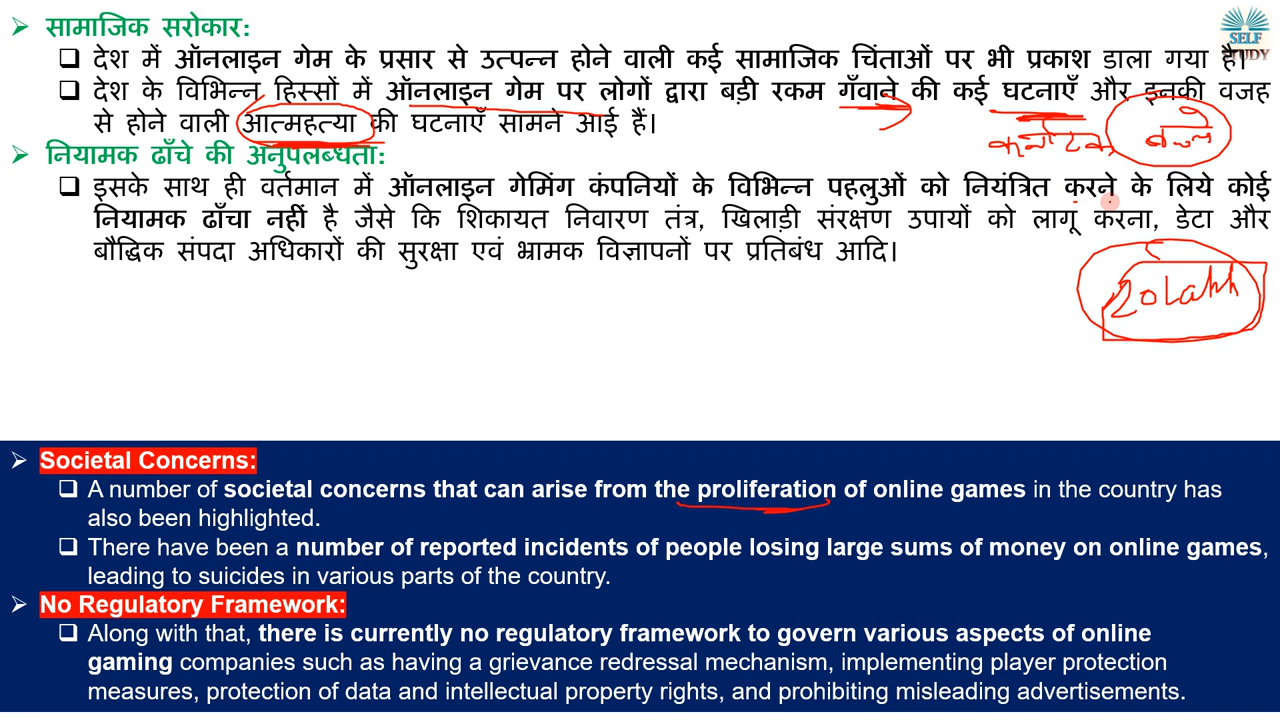 ➢ सामाजिक सरोकार:
SELF
STUDY
❑ देश में ऑनलाइन गेम के प्रसार से उत्पन्न होने वाली कई सामाजिक चिंताओं पर भी प्रकाश डाला गया है।
❑ देश के विभिन्न हिस्सों में ऑनलाइन गेम पर लोगों द्वारा बड़ी रकम गँवाने की कई घटनाएँ और इनकी वजह
से होने वाली आत्महत्या की घटनाएँ सामने आई हैं।
कर्नाटक
➢ नियामक ढाँचे की अनुपलब्धता:
❑ इसके साथ ही वर्तमान में ऑनलाइन गेमिंग कंपनियों के विभिन्न पहलुओं को नियंत्रित करने के लिये कोई
नियामक ढाँचा नहीं है जैसे कि शिकायत निवारण तंत्र, खिलाड़ी संरक्षण उपायों को लागू करना, डेटा और
बौद्धिक संपदा अधिकारों की सुरक्षा एवं भ्रामक विज्ञापनों पर प्रतिबंध आदि।
20 Lakh
➢ Societal Concerns:
❑ A number of societal concerns that can arise from the proliferation of online games in the country has
also been highlighted.
❑ There have been a number of reported incidents of people losing large sums of money on online games,
leading to suicides in various parts of the country.
➢ No Regulatory Framework:
❑ Along with that, there is currently no regulatory framework to govern various aspects of online
gaming companies such as having a grievance redressal mechanism, implementing player protection
measures, protection of data and intellectual property rights, and prohibiting misleading advertisements.